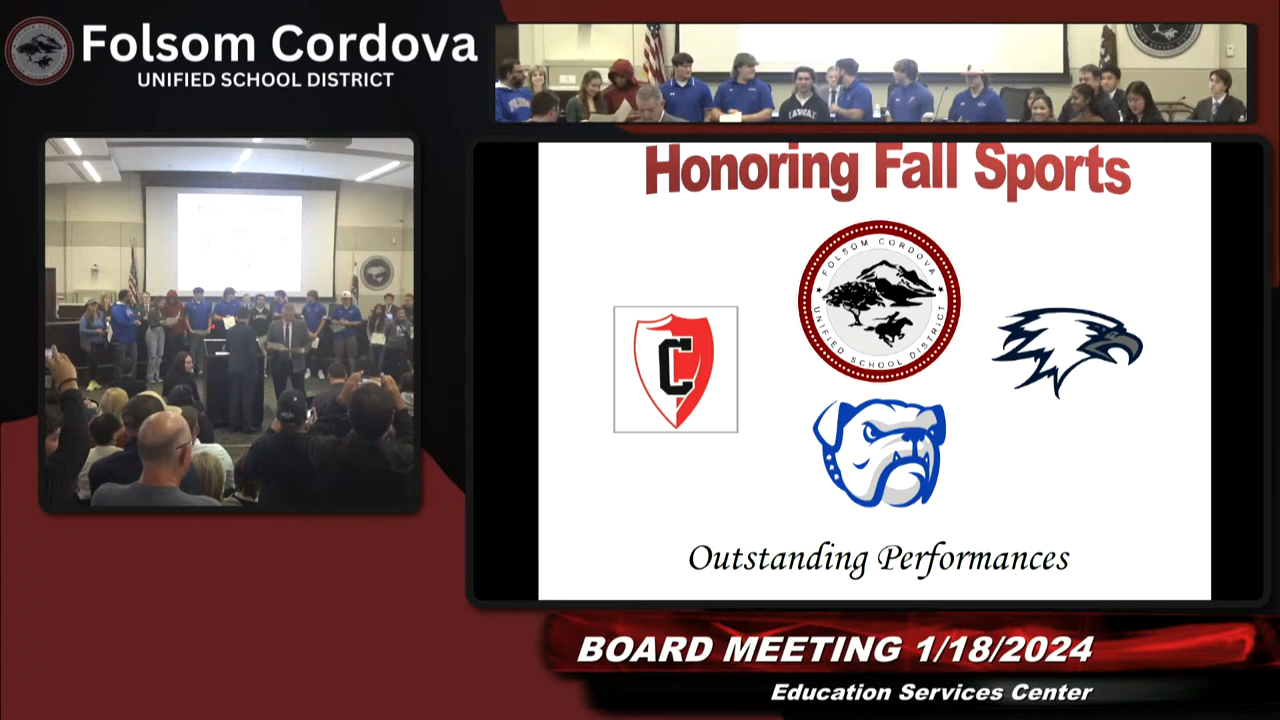 Folsom Cordova
UNIFIED SCHOOL DISTRICT
Honoring Fall Sports
FOLSOM CORDOVA
UNIFIED SCHOOL DISTRICT
C
Outstanding Performances
BOARD MEETING 1/18/2024
Education Services Center